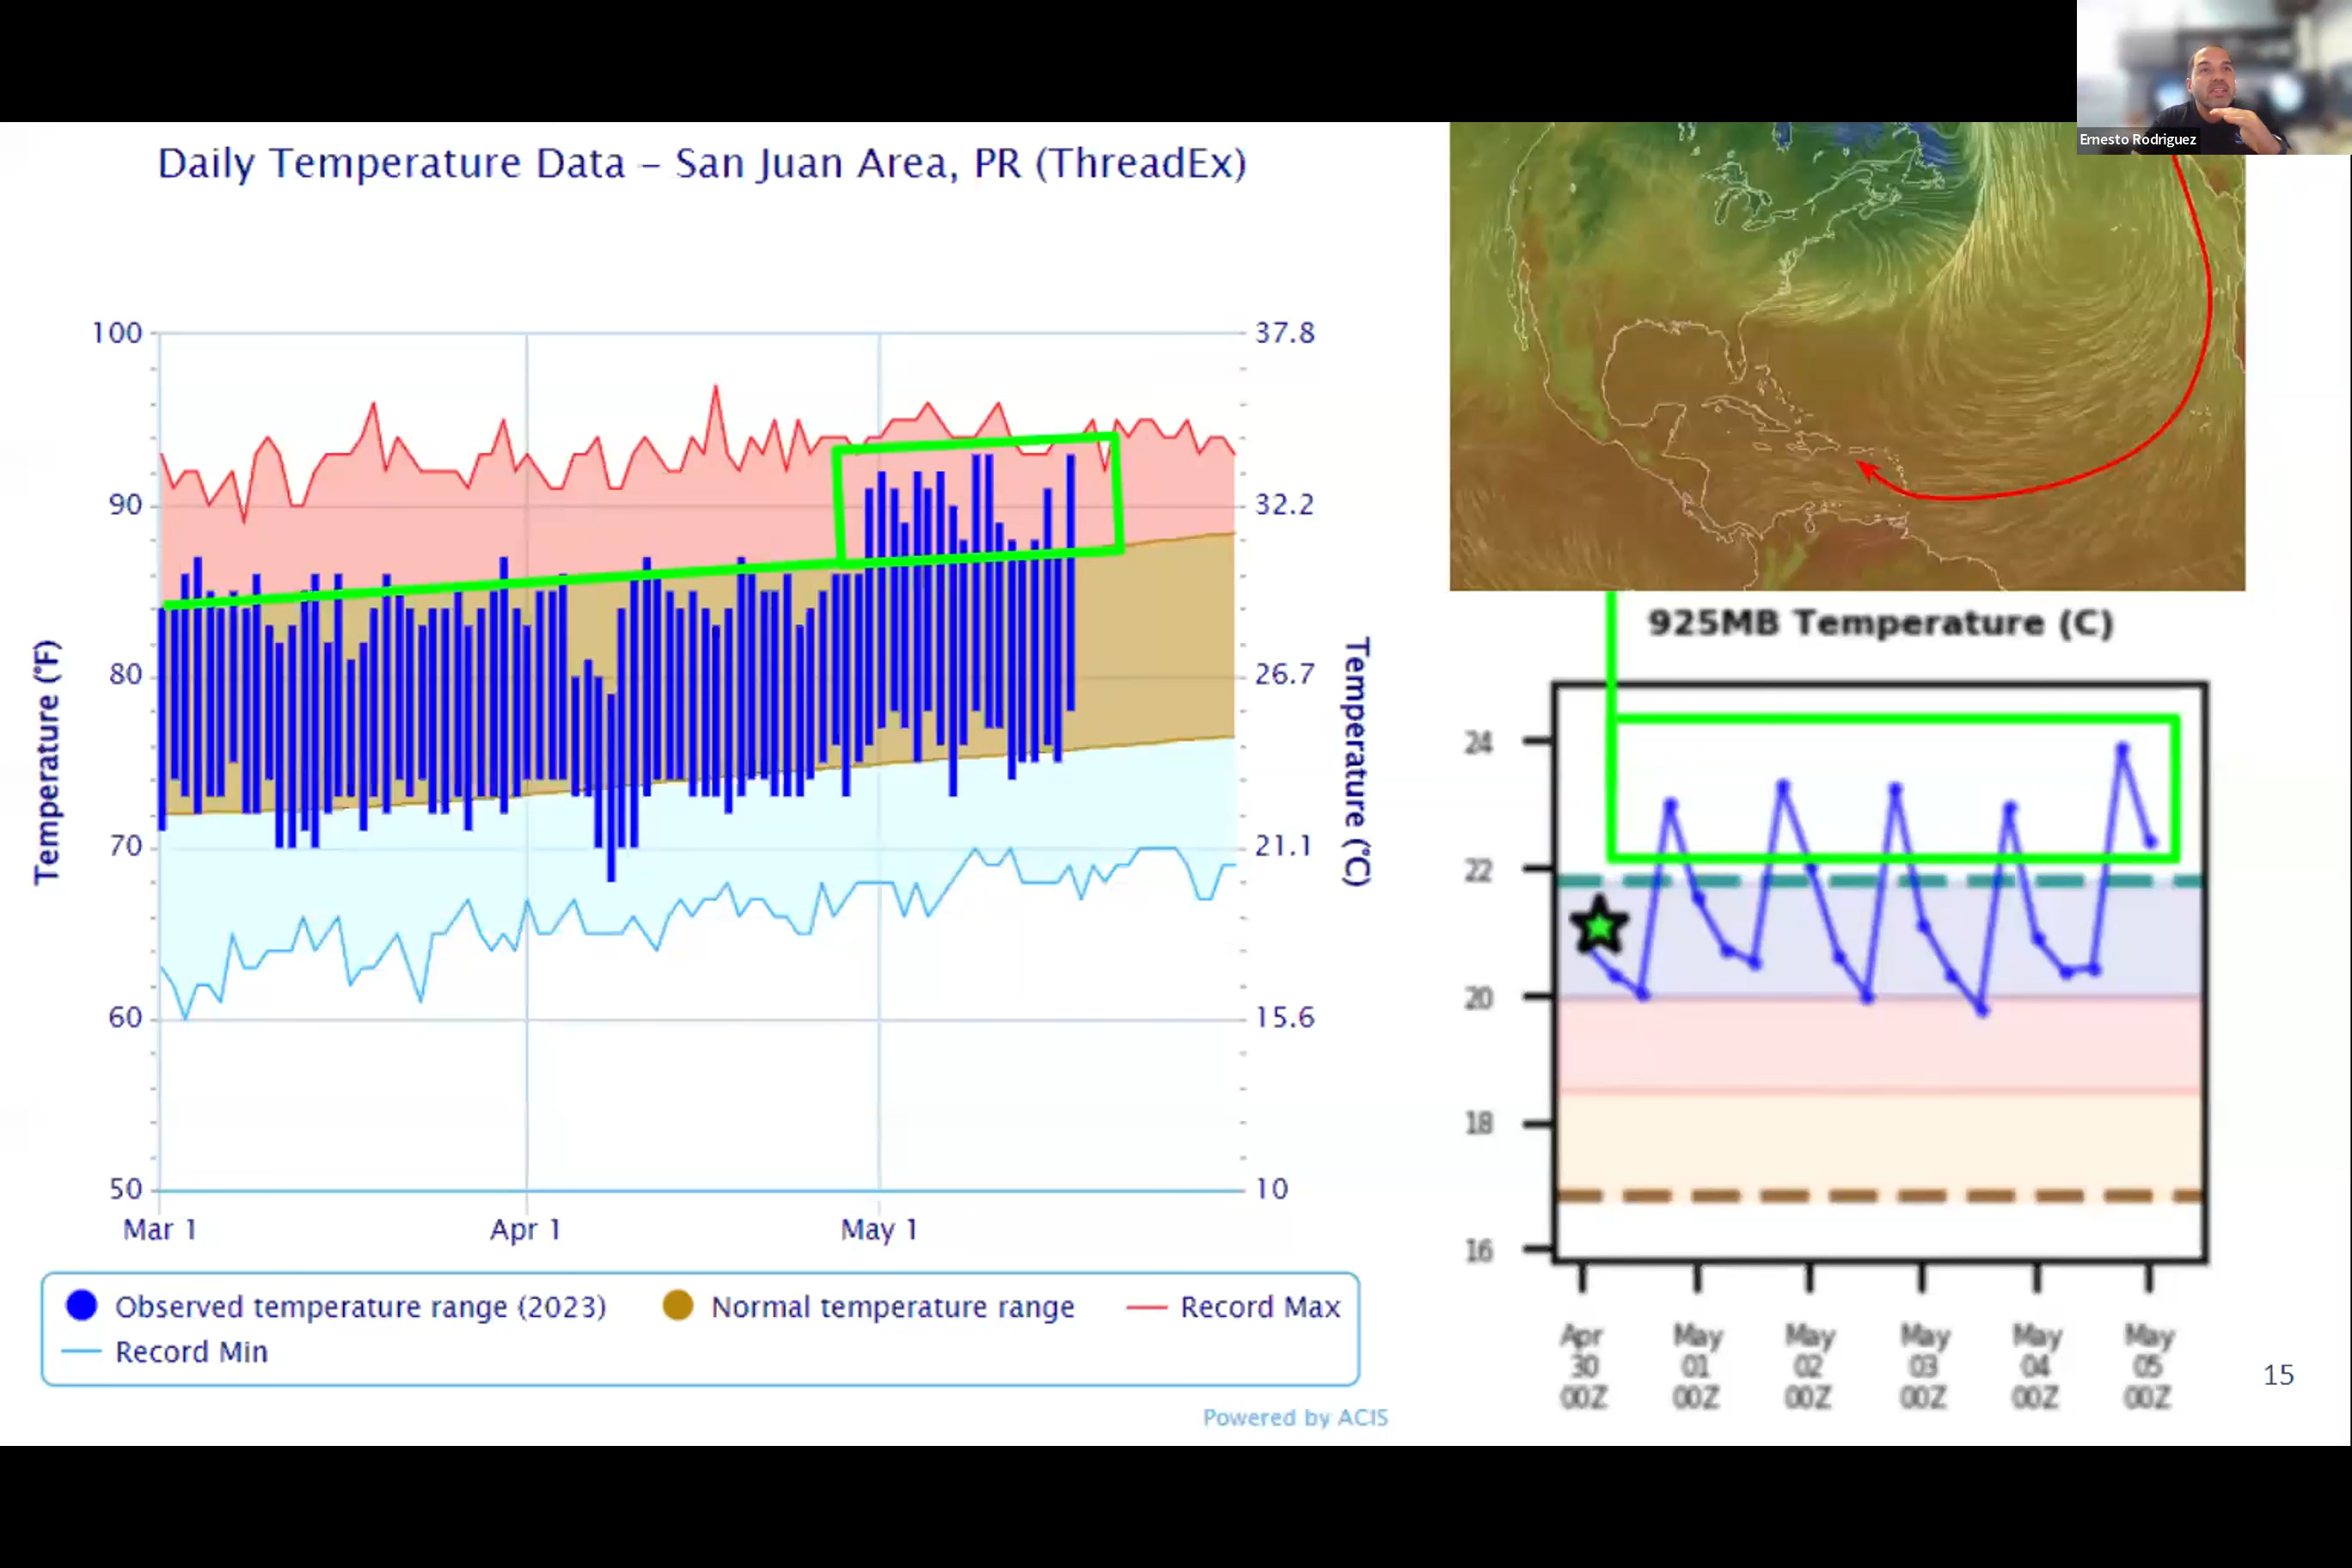 Ernesto Rodriguez
Daily Temperature Data – San Juan Area, PR (ThreadEx)
Temperature (°F)
100
90
80
70
60
50
37.8
32.2
26.7
21.1
15.6
10
Temperature (°C)
Mar 1
Apr 1
May 1
Observed temperature range (2023)
Normal temperature range
Record Max
Record Min
Powered by ACIS
925MB Temperature (C)
24
22
20
18
16
Apr
30
00Z
May
01
00Z
May
02
00Z
May
03
00Z
May
04
00Z
May
05
00Z
15